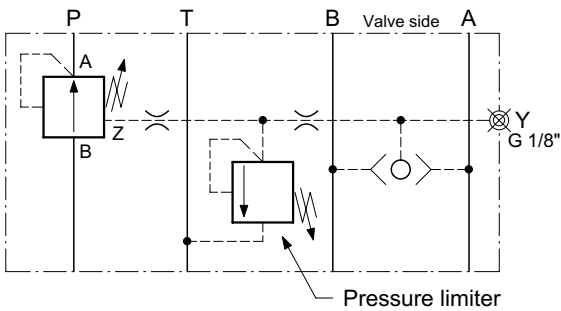 P T B Valve side A
A
Z
B
Y
G 1/8"
Pressure limiter